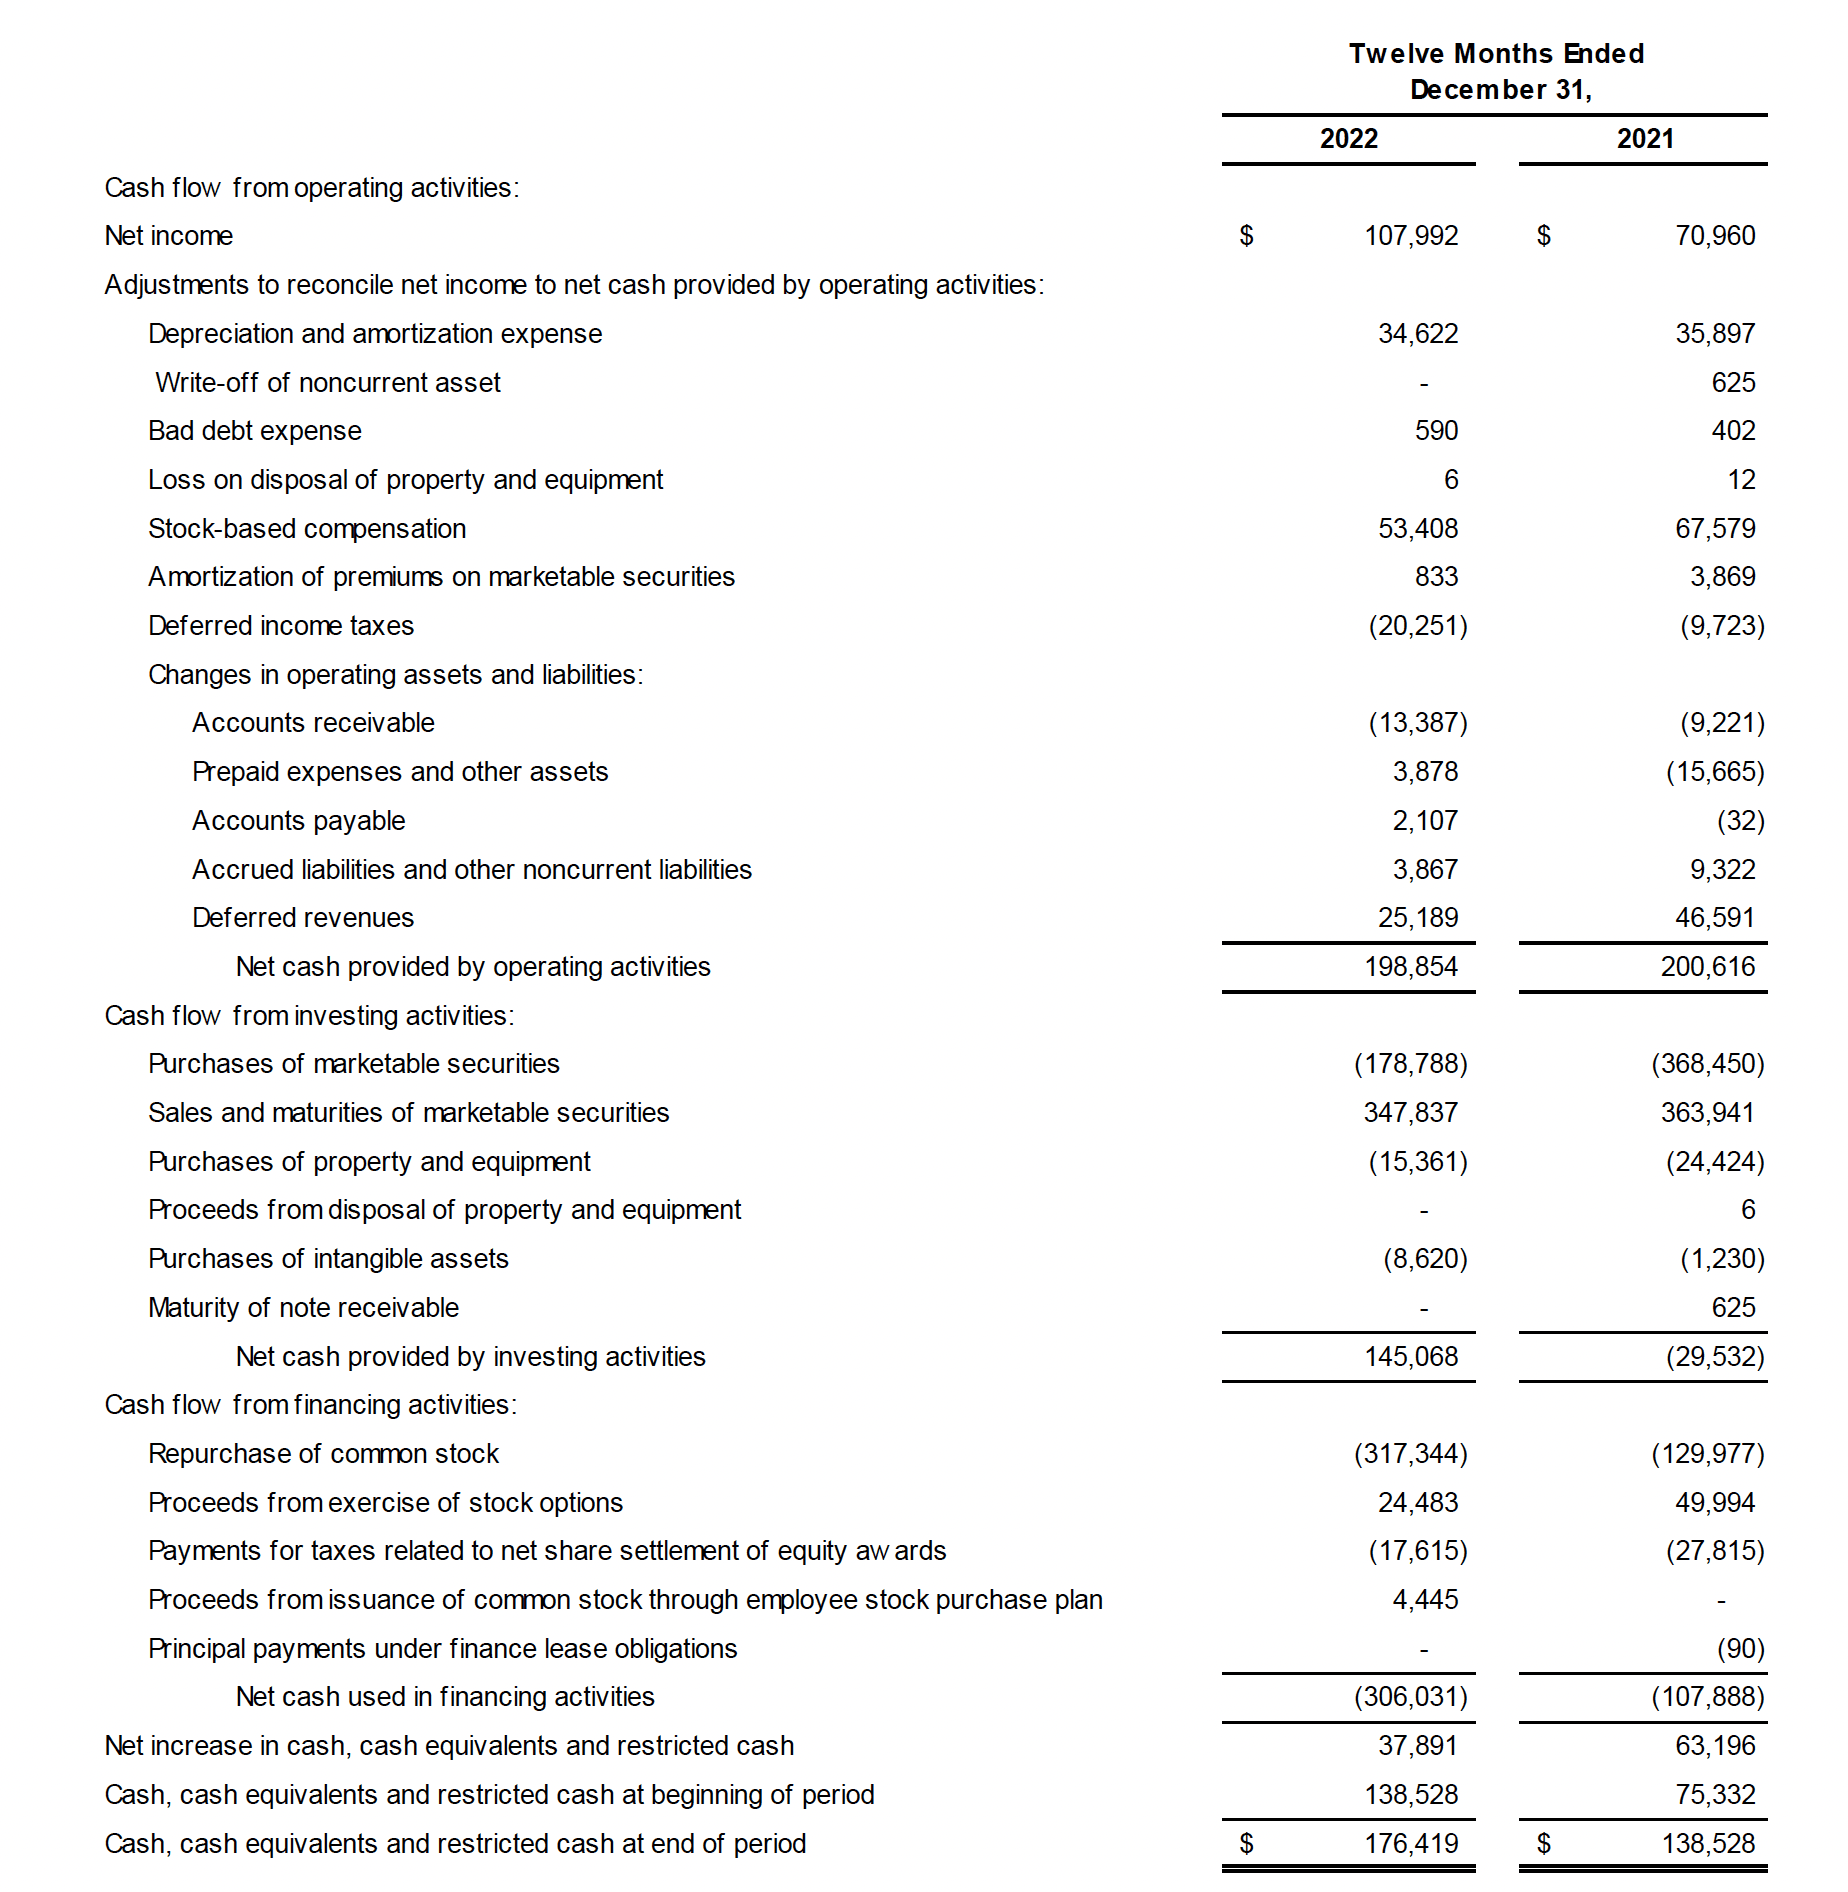 Twelve Months Ended
December 31,
2022 2021
Cash flow from operating activities:
Net income $ 107,992 $ 70,960
Adjustments to reconcile net income to net cash provided by operating activities:
Depreciation and amortization expense 34,622 35,897
Write-off of noncurrent asset - 625
Bad debt expense 590 402
Loss on disposal of property and equipment 6 12
Stock-based compensation 53,408 67,579
Amortization of premiums on marketable securities 833 3,869
Deferred income taxes (20,251) (9,723)
Changes in operating assets and liabilities:
Accounts receivable (13,387) (9,221)
Prepaid expenses and other assets 3,878 (15,665)
Accounts payable 2,107 (32)
Accrued liabilities and other noncurrent liabilities 3,867 9,322
Deferred revenues 25,189 46,591
Net cash provided by operating activities 198,854 200,616
Cash flow from investing activities:
Purchases of marketable securities (178,788) (368,450)
Sales and maturities of marketable securities 347,837 363,941
Purchases of property and equipment (15,361) (24,424)
Proceeds from disposal of property and equipment - 6
Purchases of intangible assets (8,620) (1,230)
Maturity of note receivable - 625
Net cash provided by investing activities 145,068 (29,532)
Cash flow from financing activities:
Repurchase of common stock (317,344) (129,977)
Proceeds from exercise of stock options 24,483 49,994
Payments for taxes related to net share settlement of equity awards (17,615) (27,815)
Proceeds from issuance of common stock through employee stock purchase plan 4,445 -
Principal payments under finance lease obligations - (90)
Net cash used in financing activities (306,031) (107,888)
Net increase in cash, cash equivalents and restricted cash 37,891 63,196
Cash, cash equivalents and restricted cash at beginning of period 138,528 75,332
Cash, cash equivalents and restricted cash at end of period $ 176,419 $ 138,528